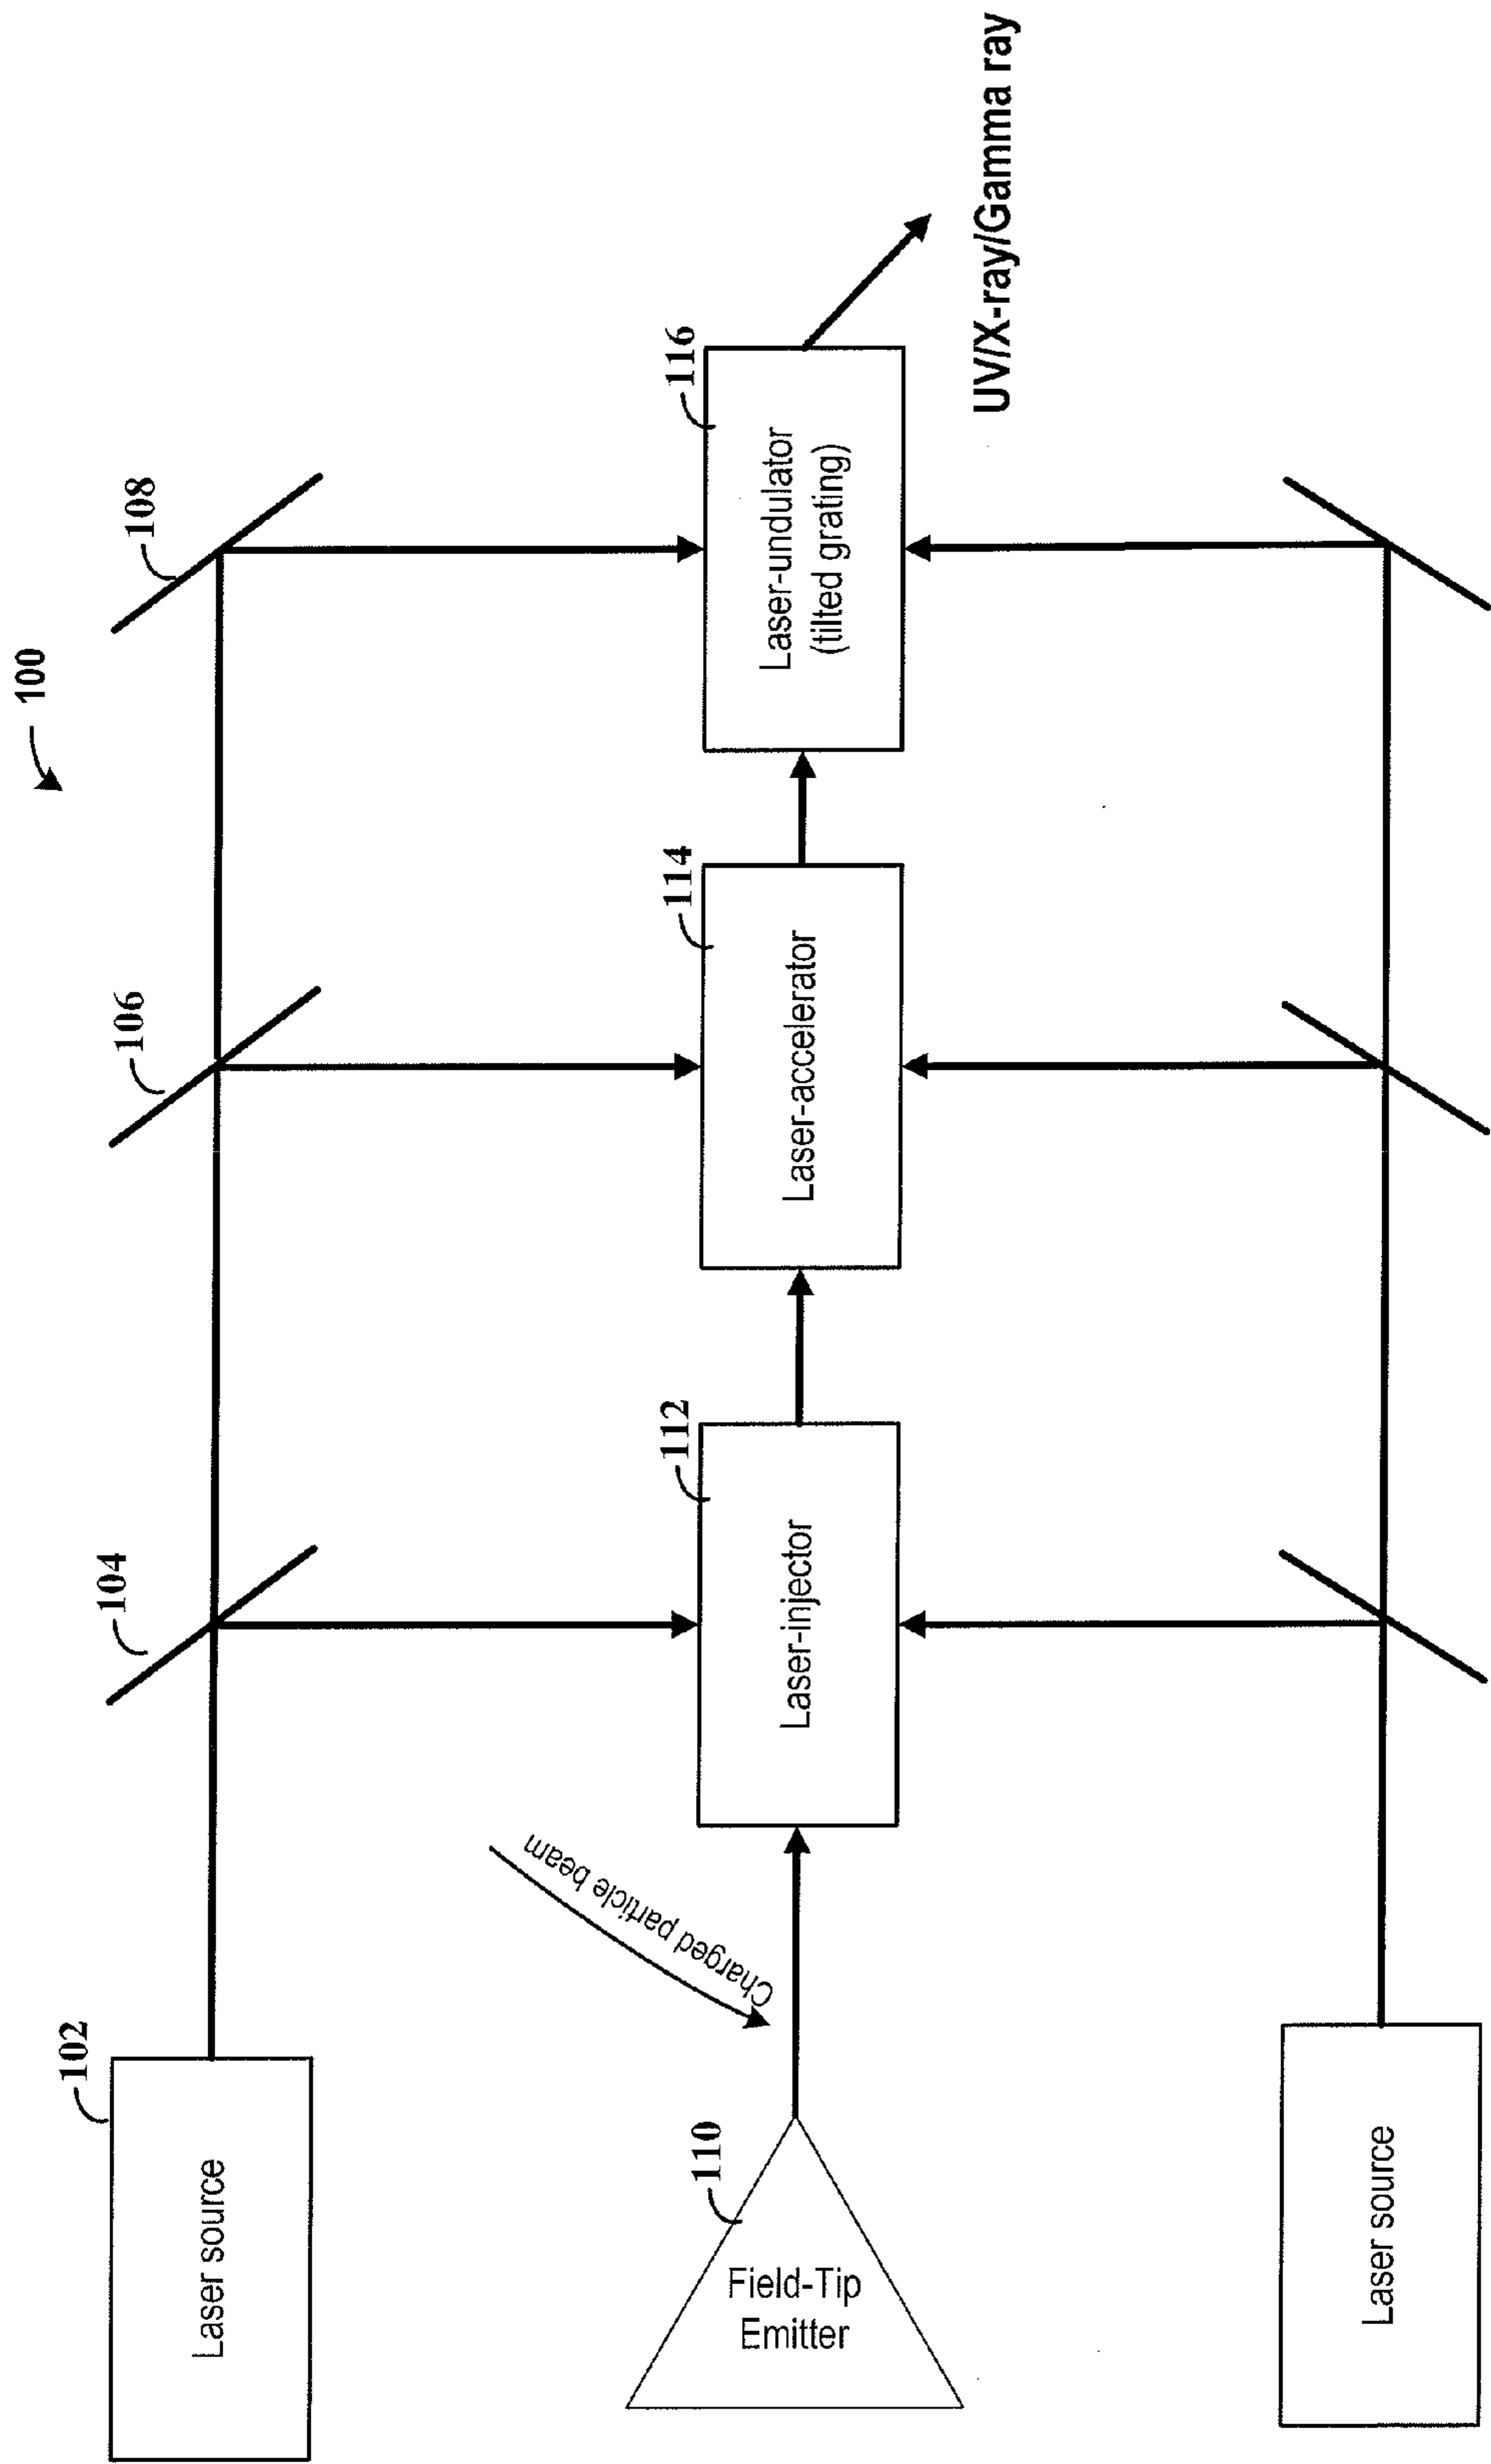 100
102
Laser source
104
106
108
Charged particle beam
110
Field-Tip
Emitter
112
Laser-injector
114
Laser-accelerator
116
Laser-undulator
(tilted grating)
UV/X-ray/Gamma ray
Laser source